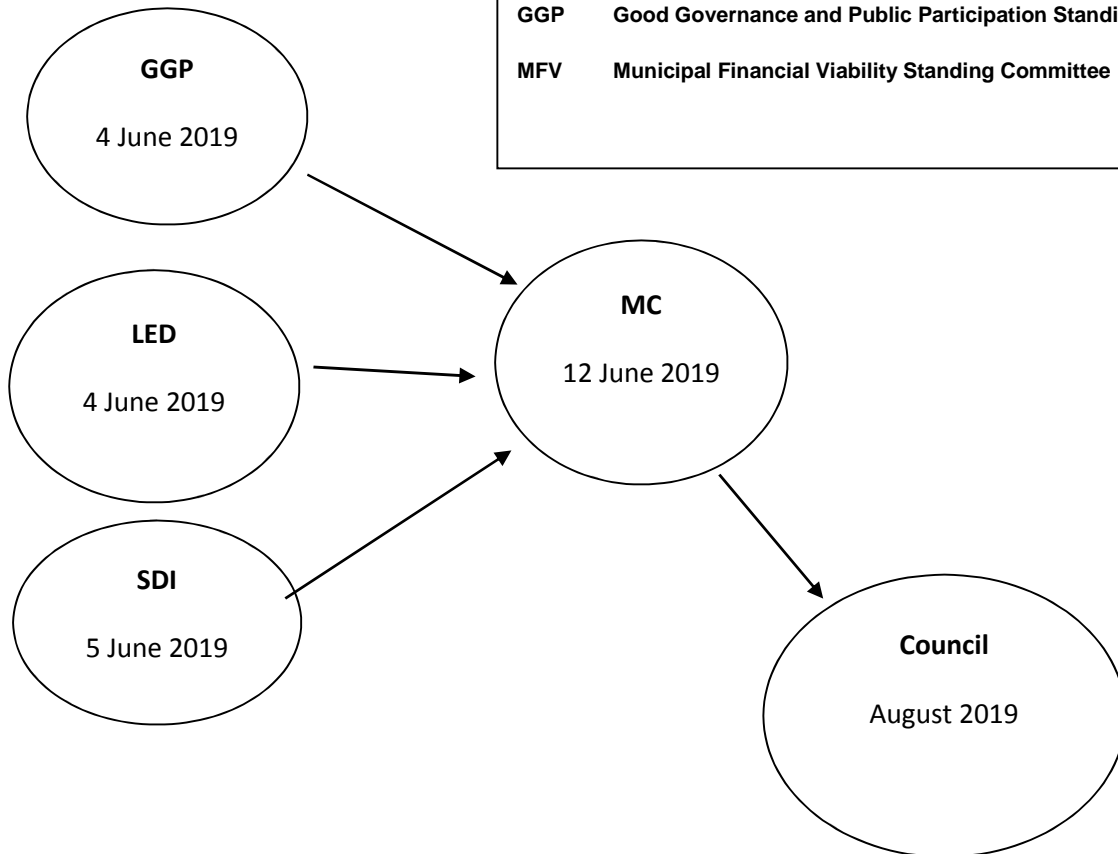 GGP Good Governance and Public Participation
MFV Municipal Financial Viability Standing Committee
GGP
4 June 2019
LED
4 June 2019
MC
12 June 2019
SDI
5 June 2019
Council
August 2019